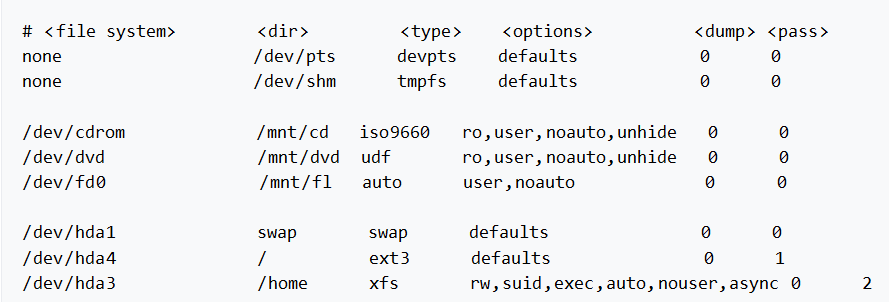 # <file system> <dir> <type> <options> <dump> <pass>
none /dev/pts devpts defaults 0 0
none /dev/shm tmpfs defaults 0 0
/dev/cdrom /mnt/cd iso9660 ro,user,noauto,unhide 0 0
/dev/dvd /mnt/dvd udf ro,user,noauto,unhide 0 0
/dev/fd0 /mnt/fl auto user,noauto 0 0
/dev/hda1 swap swap defaults 0 0
/dev/hda4 / ext3 defaults 0 1
/dev/hda3 /home xfs rw,suid,exec,auto,nouser,async 0 2